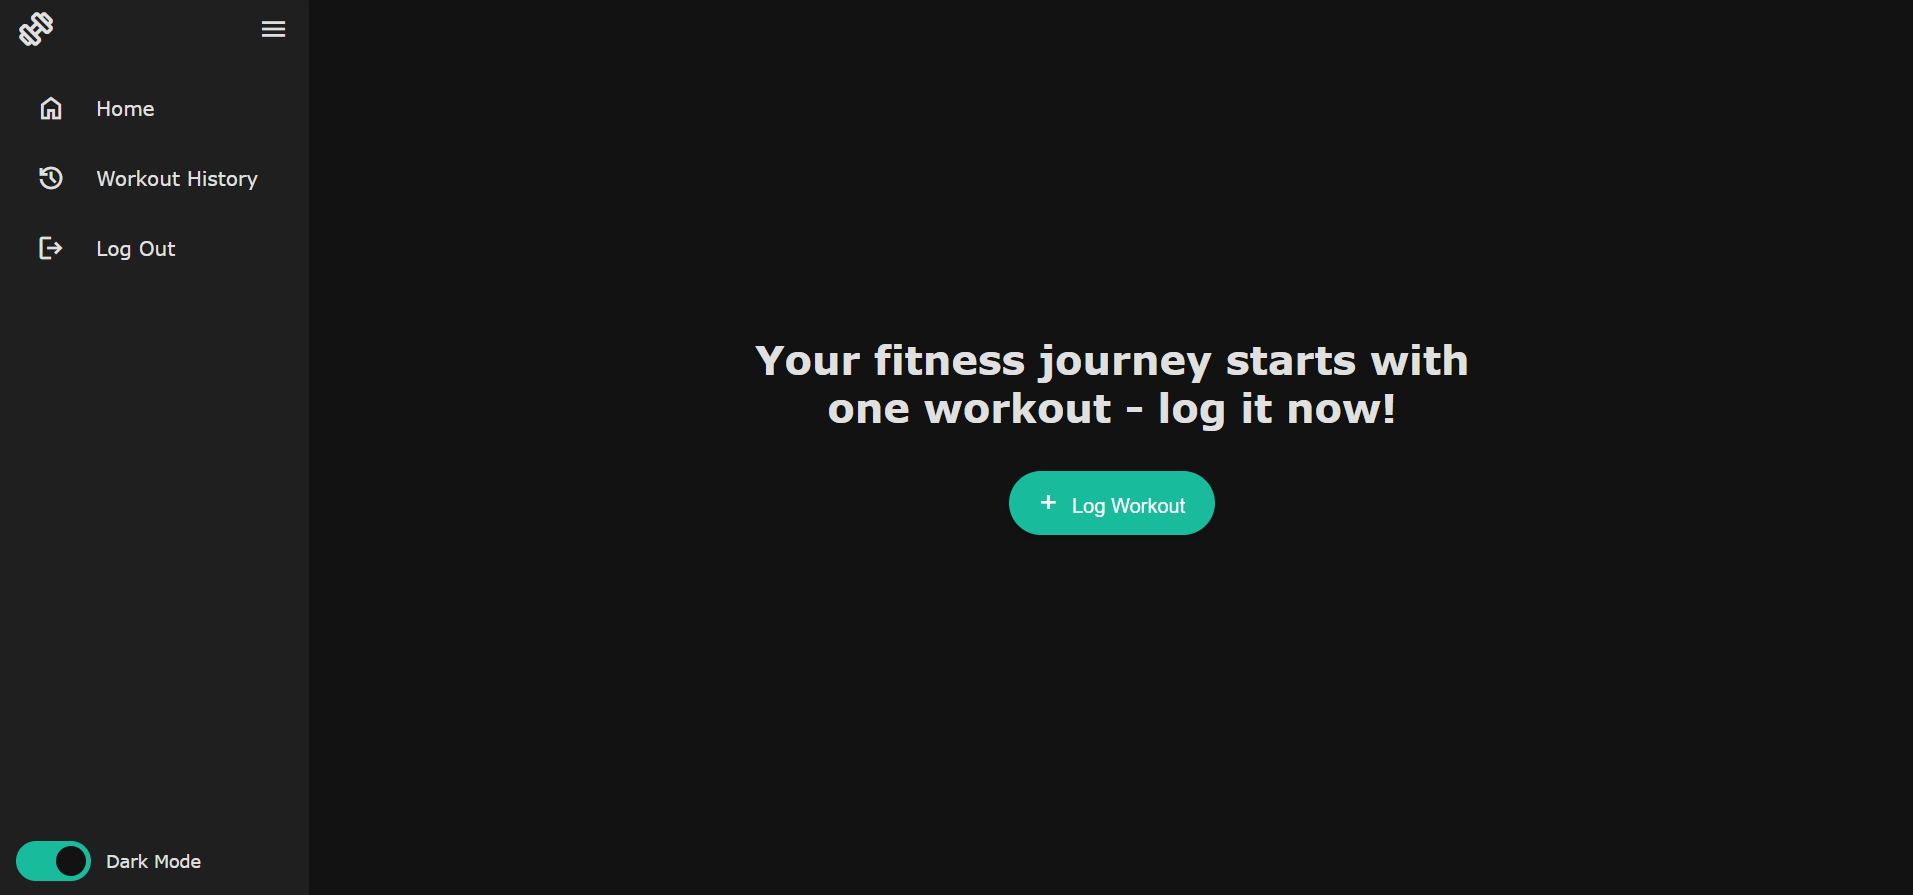 Home
Workout History
Log Out
Your fitness journey starts with
one workout - log it now!
+ Log Workout
Dark Mode